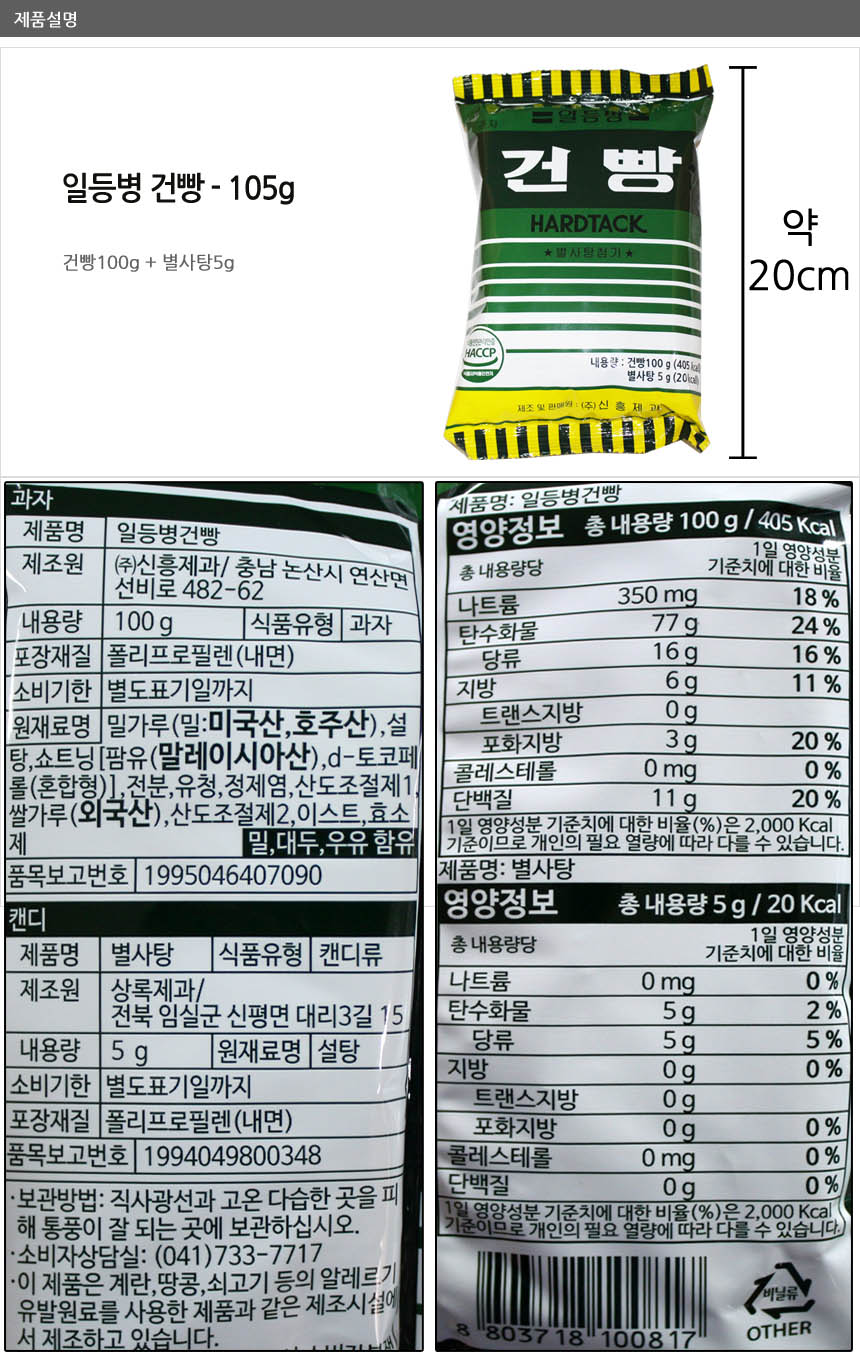 제품설명
일등병 건빵 - 105g
건빵100g + 별사탕5g
일등병
건빵
HARDTACK
★별사탕첨가★
HACCP
내용량 : 건빵100 g (405 kcal)
별사탕 5 g (20 kcal)
제조 및 판매원 : (주)신흥제과
약
20cm
과자
제품명 일등병건빵
제조원 ㈜신흥제과/ 충남 논산시 연산면
선비로 482-62
내용량 100 g 식품유형 과자
포장재질 폴리프로필렌(내면)
소비기한 별도표기일까지
원재료명 밀가루(밀:미국산,호주산),설
탕,쇼트닝[팜유(말레이시아산),d-토코페
롤(혼합형)],전분,유청,정제염,산도조절제1,
쌀가루(외국산),산도조절제2,이스트,효소
제 밀,대두,우유 함유
품목보고번호 1995046407090
캔디
제품명 별사탕 식품유형 캔디류
제조원 상록제과/
전북 임실군 신평면 대리3길 15
내용량 5 g 원재료명 설탕
소비기한 별도표기일까지
포장재질 폴리프로필렌(내면)
품목보고번호 1994049800348
·보관방법: 직사광선과 고온 다습한 곳을 피
해 통풍이 잘 되는 곳에 보관하십시오.
·소비자상담실: (041)733-7717
·이 제품은 계란,땅콩,쇠고기 등의 알레르기
유발원료를 사용한 제품과 같은 제조시설에
서 제조하고 있습니다.
제품명: 일등병건빵
영양정보 총 내용량 100 g / 405 Kcal
총 내용량당 1일 영양성분
기준치에 대한 비율
나트륨 350 mg 18 %
탄수화물 77 g 24 %
당류 16 g 16 %
지방 6 g 11 %
트랜스지방 0 g
포화지방 3 g 20 %
콜레스테롤 0 mg 0 %
단백질 11 g 20 %
1일 영양성분 기준치에 대한 비율(%)은 2,000 Kcal
기준이므로 개인의 필요 열량에 따라 다를 수 있습니다.
제품명: 별사탕
영양정보 총 내용량 5 g / 20 Kcal
총 내용량당 1일 영양성분
기준치에 대한 비율
나트륨 0 mg 0 %
탄수화물 5 g 2 %
당류 5 g 5 %
지방 0 g 0 %
트랜스지방 0 g
포화지방 0 g 0 %
콜레스테롤 0 mg 0 %
단백질 0 g 0 %
1일 영양성분 기준치에 대한 비율(%)은 2,000 Kcal
기준이므로 개인의 필요 열량에 따라 다를 수 있습니다.
8 803718 100817
비닐류
OTHER